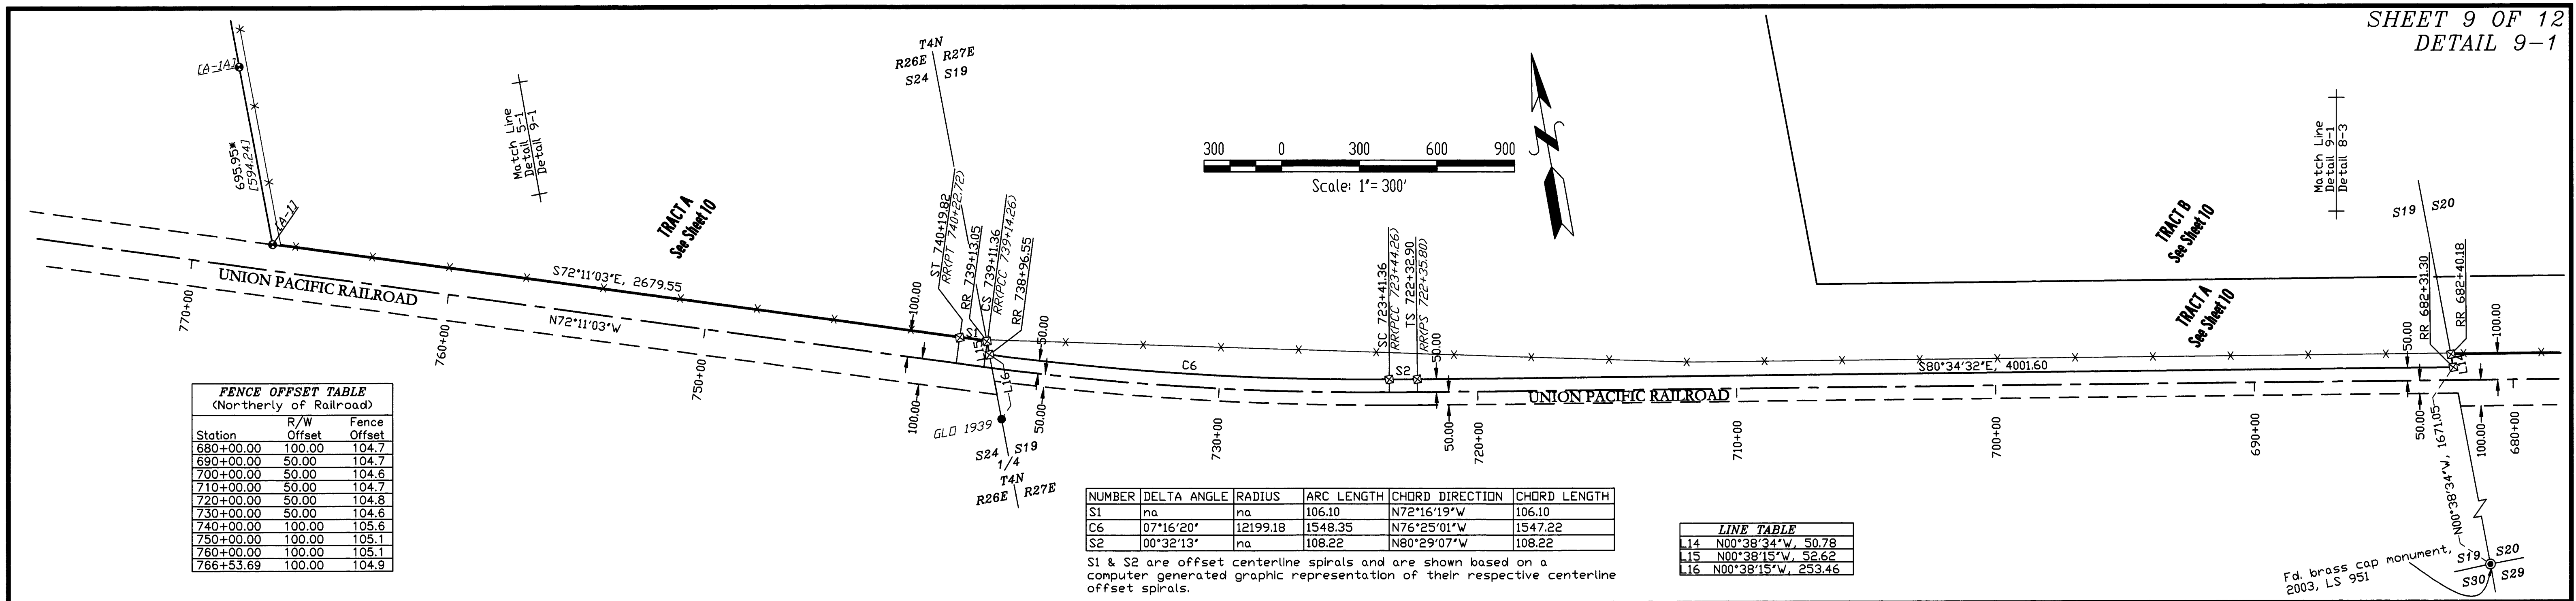 SHEET 9 OF 12
DETAIL 9-1
[A-1A]
695.95*
[594.24]
[A-1]
Match Line
Detail 5-1
Detail 9-1
TRACT A
See Sheet 10
T4N
R26E R27E
S24 S19
300 0 300 600 900
Scale: 1"= 300'
N
TRACT B
See Sheet 10
Match Line
Detail 9-1
Detail 8-3
S19 S20
TRACT A
See Sheet 10
UNION PACIFIC RAILROAD
S72°11'03"E, 2679.55
N72°11'03"W
770+00
760+00
750+00
100.00
ST 740+19.82
RR(PT 740+22.72)
RR 739+13.05
CS 739+11.36
RR(PCC 739+14.26)
RR 738+96.55
S1
L15
L16
50.00
100.00
50.00
GLO 1939
S24 S19
1/4
T4N
R26E R27E
C6
730+00
SC 723+41.36
RR(PCC 723+44.26)
TS 722+32.90
RR(PS 722+35.80)
50.00
S2
50.00
720+00
UNION PACIFIC RAILROAD
710+00
S80°34'32"E, 4001.60
700+00
690+00
50.00
RR 682+31.30
RR 682+40.18
100.00
L14
50.00
100.00
680+00
N00°38'34"W, 1671.05
Fd. brass cap monument,
2003, LS 951
S19 S20
S30 S29
FENCE OFFSET TABLE
(Northerly of Railroad)
Station R/W Offset Fence Offset
680+00.00 100.00 104.7
690+00.00 50.00 104.7
700+00.00 50.00 104.6
710+00.00 50.00 104.7
720+00.00 50.00 104.8
730+00.00 50.00 104.6
740+00.00 100.00 105.6
750+00.00 100.00 105.1
760+00.00 100.00 105.1
766+53.69 100.00 104.9
NUMBER DELTA ANGLE RADIUS ARC LENGTH CHORD DIRECTION CHORD LENGTH
S1 na na 106.10 N72°16'19"W 106.10
C6 07°16'20" 12199.18 1548.35 N76°25'01"W 1547.22
S2 00°32'13" na 108.22 N80°29'07"W 108.22
S1 & S2 are offset centerline spirals and are shown based on a
computer generated graphic representation of their respective centerline
offset spirals.
LINE TABLE
L14 N00°38'34"W, 50.78
L15 N00°38'15"W, 52.62
L16 N00°38'15"W, 253.46